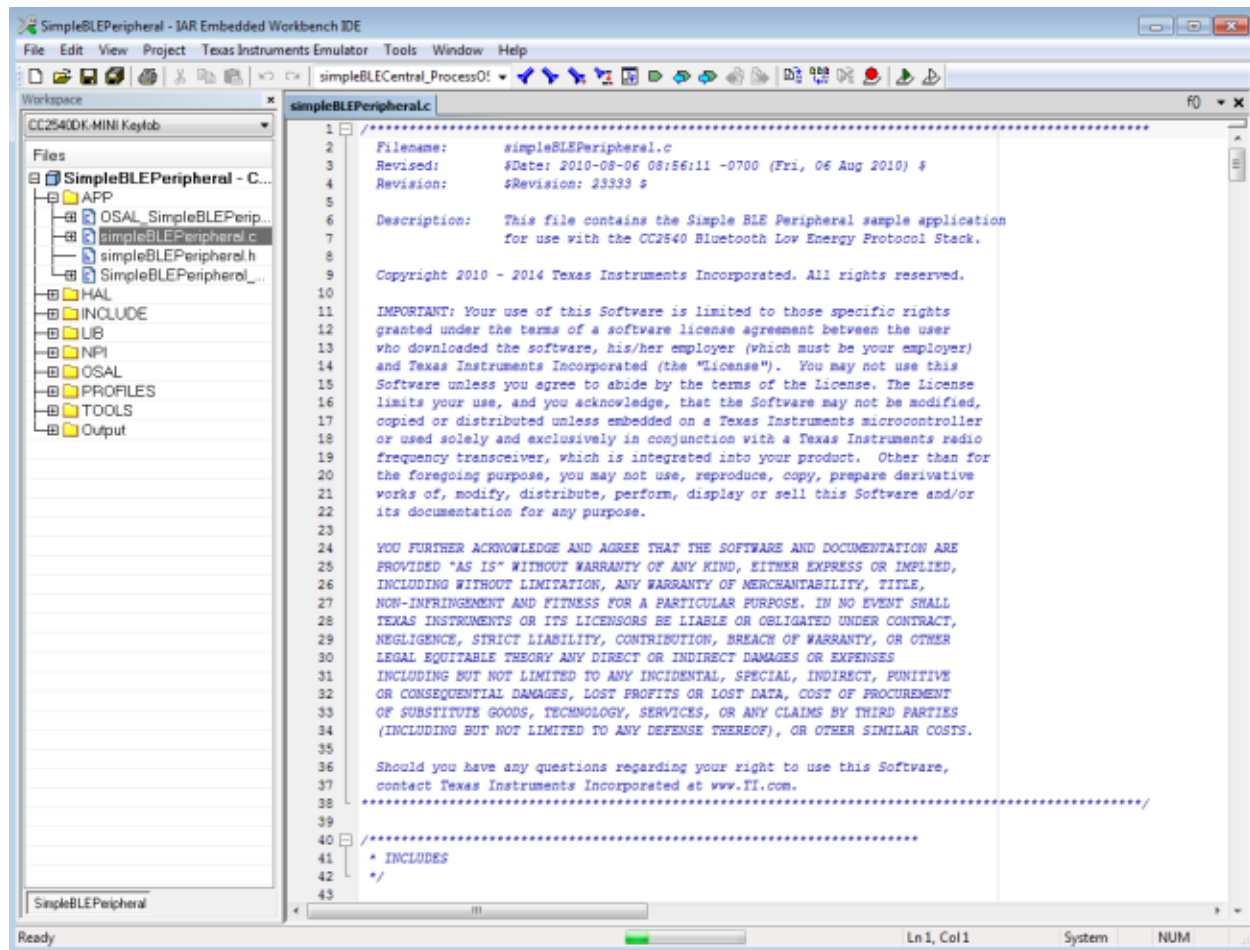 SimpleBLEPeripheral - IAR Embedded Workbench IDE
File Edit View Project Texas Instruments Emulator Tools Window Help
simpleBLECentral_ProcessOS
Workspace
simpleBLEPeripheral.c
f()
CC2540DK-MINI Keyfob
Files
SimpleBLEPeripheral - C...
APP
OSAL_SimpleBLEPerip...
simpleBLEPeripheral.c
simpleBLEPeripheral.h
SimpleBLEPeripheral_...
HAL
INCLUDE
LIB
NPI
OSAL
PROFILES
TOOLS
Output
SimpleBLEPeripheral
1 /**************************************************************************************************
2 Filename: simpleBLEPeripheral.c
3 Revised: $Date: 2010-08-06 08:56:11 -0700 (Fri, 06 Aug 2010) $
4 Revision: $Revision: 23333 $
5
6 Description: This file contains the Simple BLE Peripheral sample application
7 for use with the CC2540 Bluetooth Low Energy Protocol Stack.
8
9 Copyright 2010 - 2014 Texas Instruments Incorporated. All rights reserved.
10
11 IMPORTANT: Your use of this Software is limited to those specific rights
12 granted under the terms of a software license agreement between the user
13 who downloaded the software, his/her employer (which must be your employer)
14 and Texas Instruments Incorporated (the "License"). You may not use this
15 Software unless you agree to abide by the terms of the License. The License
16 limits your use, and you acknowledge, that the Software may not be modified,
17 copied or distributed unless embedded on a Texas Instruments microcontroller
18 or used solely and exclusively in conjunction with a Texas Instruments radio
19 frequency transceiver, which is integrated into your product. Other than for
20 the foregoing purpose, you may not use, reproduce, copy, prepare derivative
21 works of, modify, distribute, perform, display or sell this Software and/or
22 its documentation for any purpose.
23
24 YOU FURTHER ACKNOWLEDGE AND AGREE THAT THE SOFTWARE AND DOCUMENTATION ARE
25 PROVIDED "AS IS" WITHOUT WARRANTY OF ANY KIND, EITHER EXPRESS OR IMPLIED,
26 INCLUDING WITHOUT LIMITATION, ANY WARRANTY OF MERCHANTABILITY, TITLE,
27 NON-INFRINGEMENT AND FITNESS FOR A PARTICULAR PURPOSE. IN NO EVENT SHALL
28 TEXAS INSTRUMENTS OR ITS LICENSORS BE LIABLE OR OBLIGATED UNDER CONTRACT,
29 NEGLIGENCE, STRICT LIABILITY, CONTRIBUTION, BREACH OF WARRANTY, OR OTHER
30 LEGAL EQUITABLE THEORY ANY DIRECT OR INDIRECT DAMAGES OR EXPENSES
31 INCLUDING BUT NOT LIMITED TO ANY INCIDENTAL, SPECIAL, INDIRECT, PUNITIVE
32 OR CONSEQUENTIAL DAMAGES, LOST PROFITS OR LOST DATA, COST OF PROCUREMENT
33 OF SUBSTITUTE GOODS, TECHNOLOGY, SERVICES, OR ANY CLAIMS BY THIRD PARTIES
34 (INCLUDING BUT NOT LIMITED TO ANY DEFENSE THEREOF), OR OTHER SIMILAR COSTS.
35
36 Should you have any questions regarding your right to use this Software,
37 contact Texas Instruments Incorporated at www.TI.com.
38 **************************************************************************************************/
39
40 /*********************************************************************
41 * INCLUDES
42 */
43
Ready
Ln 1, Col 1 System NUM